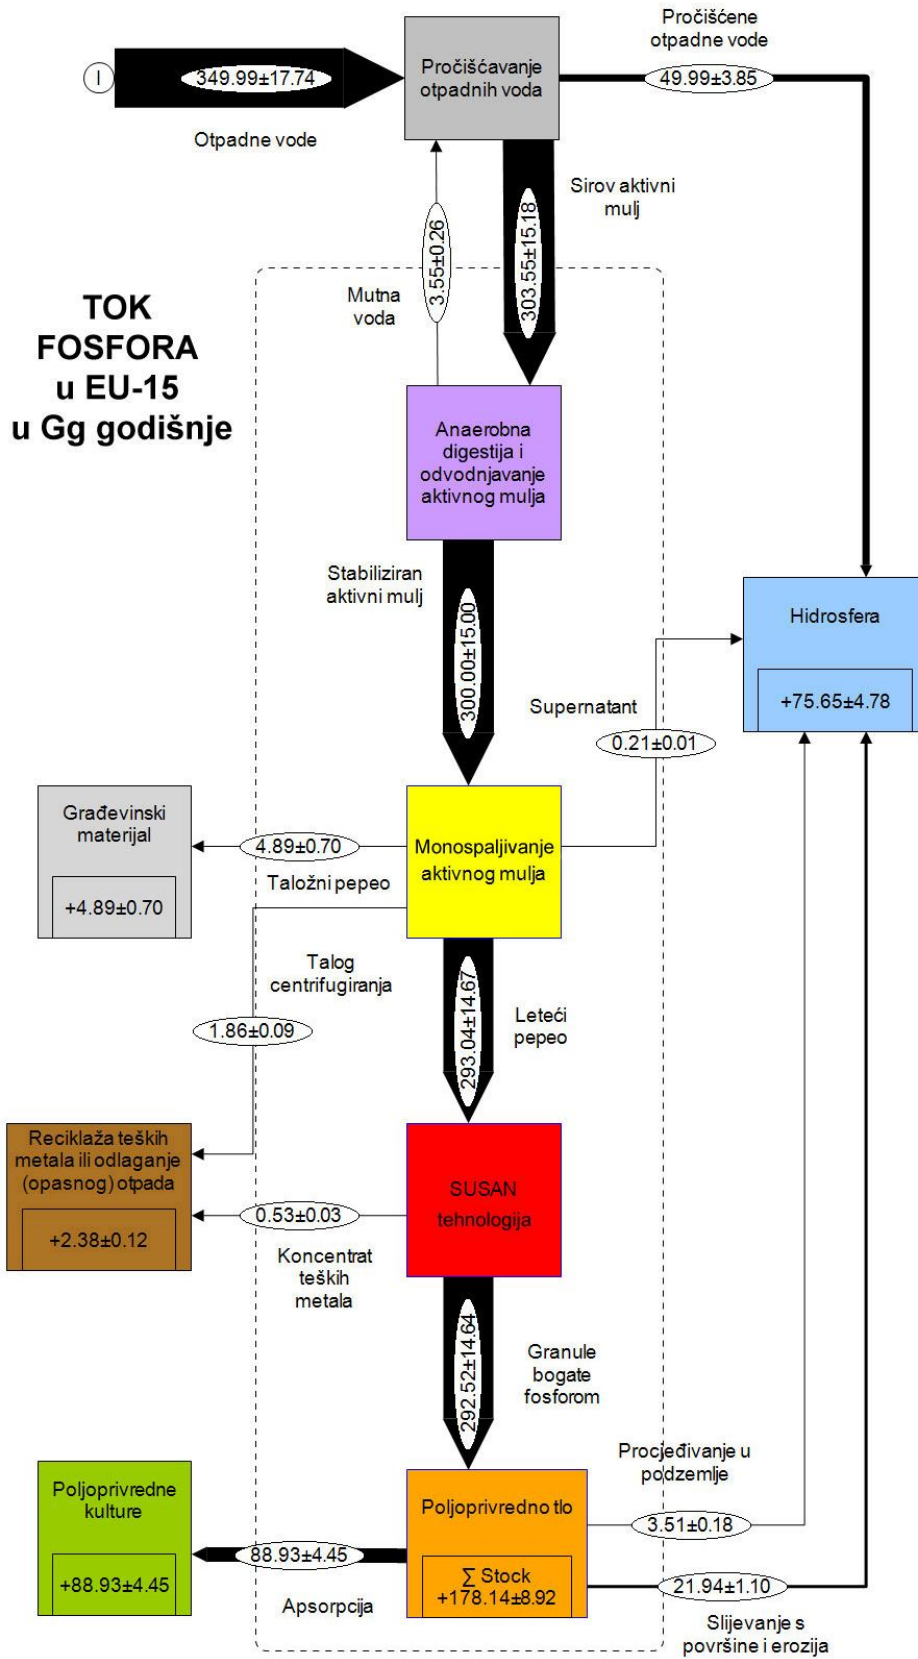 I
349.99±17.74
Otpadne vode
Pročišćavanje
otpadnih voda
Pročišćene
otpadne vode
49.99±3.85
Sirov aktivni
mulj
303.55±15.18
3.55±0.26
Mutna
voda
TOK
FOSFORA
u EU-15
u Gg godišnje
Anaerobna
digestija i
odvodnjavanje
aktivnog mulja
Stabiliziran
aktivni mulj
300.00±15.00
Hidrosfera
+75.65±4.78
Supernatant
0.21±0.01
Građevinski
materijal
+4.89±0.70
4.89±0.70
Taložni pepeo
Monospaljivanje
aktivnog mulja
Talog
centrifugiranja
1.86±0.09
293.04±14.67
Leteći
pepeo
Reciklaža teških
metala ili odlaganje
(opasnog) otpada
+2.38±0.12
0.53±0.03
Koncentrat
teških
metala
SUSAN
tehnologija
292.52±14.64
Granule
bogate
fosforom
Poljoprivredne
kulture
+88.93±4.45
88.93±4.45
Apsorpcija
Poljoprivredno tlo
∑ Stock
+178.14±8.92
Procjeđivanje u
podzemlje
3.51±0.18
21.94±1.10
Slijevanje s
površine i erozija